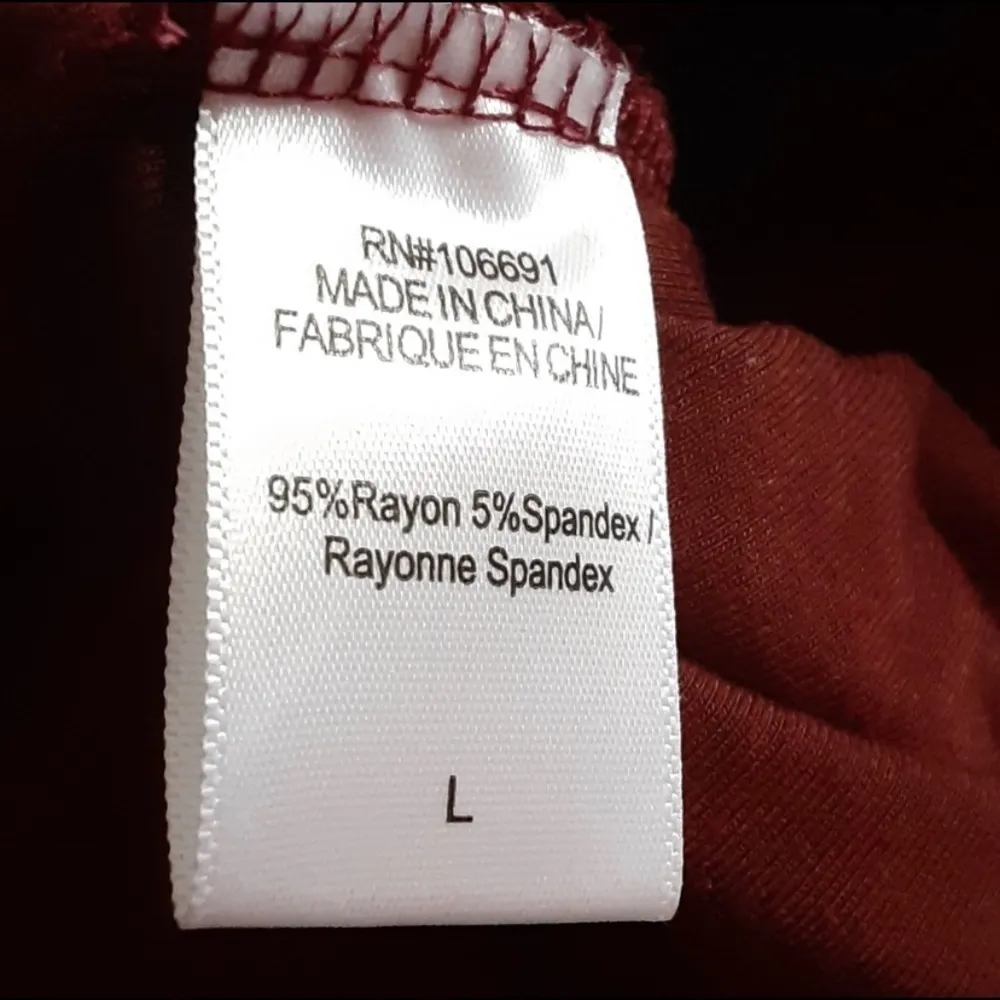 RN#106691
MADE IN CHINA/
FABRIQUE EN CHINE
95%Rayon 5%Spandex /
Rayonne Spandex
L